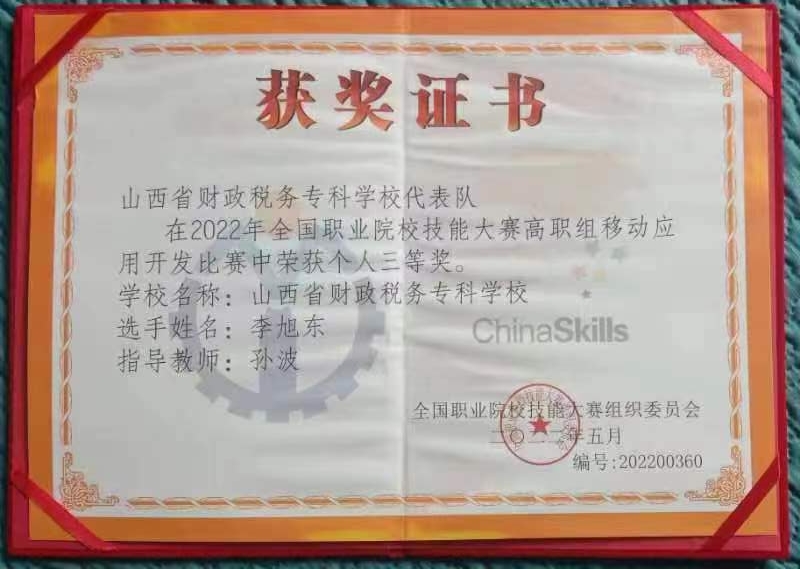 获奖证书
山西省财政税务专科学校代表队
在2022年全国职业院校技能大赛高职组移动应
用开发比赛中荣获个人三等奖。
学校名称：山西省财政税务专科学校
选手姓名：李旭东
ChinaSkills
指导教师：孙波
全国职业院校技能大赛组织委员会
二〇二二年五月
编号:202200360